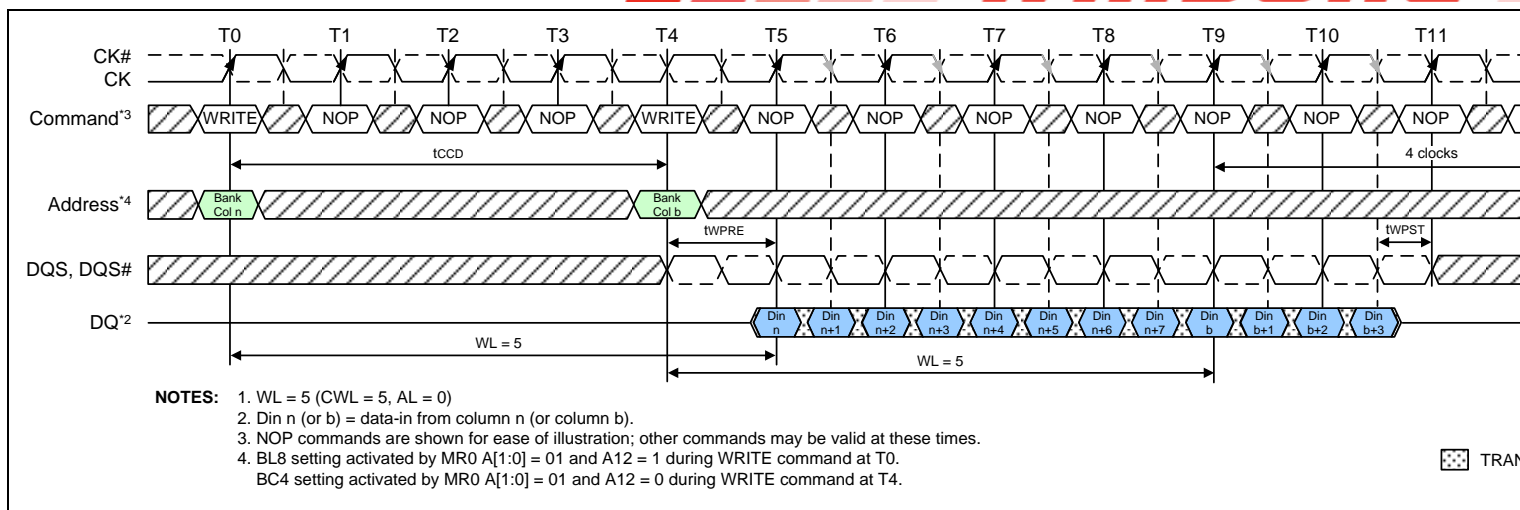 T0 T1 T2 T3 T4 T5 T6 T7 T8 T9 T10 T11
CK#
CK
Command*3 WRITE NOP NOP NOP WRITE NOP NOP NOP NOP NOP NOP NOP
tCCD
4 clocks
Address*4 Bank Col n Bank Col b
tWPRE
tWPST
DQS, DQS#
DQ*2 Din n Din n+1 Din n+2 Din n+3 Din n+4 Din n+5 Din n+6 Din n+7 Din b Din b+1 Din b+2 Din b+3
WL = 5
WL = 5
NOTES: 1. WL = 5 (CWL = 5, AL = 0)
2. Din n (or b) = data-in from column n (or column b).
3. NOP commands are shown for ease of illustration; other commands may be valid at these times.
4. BL8 setting activated by MR0 A[1:0] = 01 and A12 = 1 during WRITE command at T0.
BC4 setting activated by MR0 A[1:0] = 01 and A12 = 0 during WRITE command at T4.
TRAN